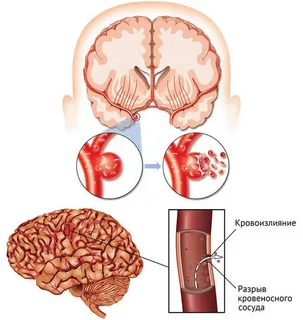 Кровоизлияние
Разрыв
кровеносного
сосуда